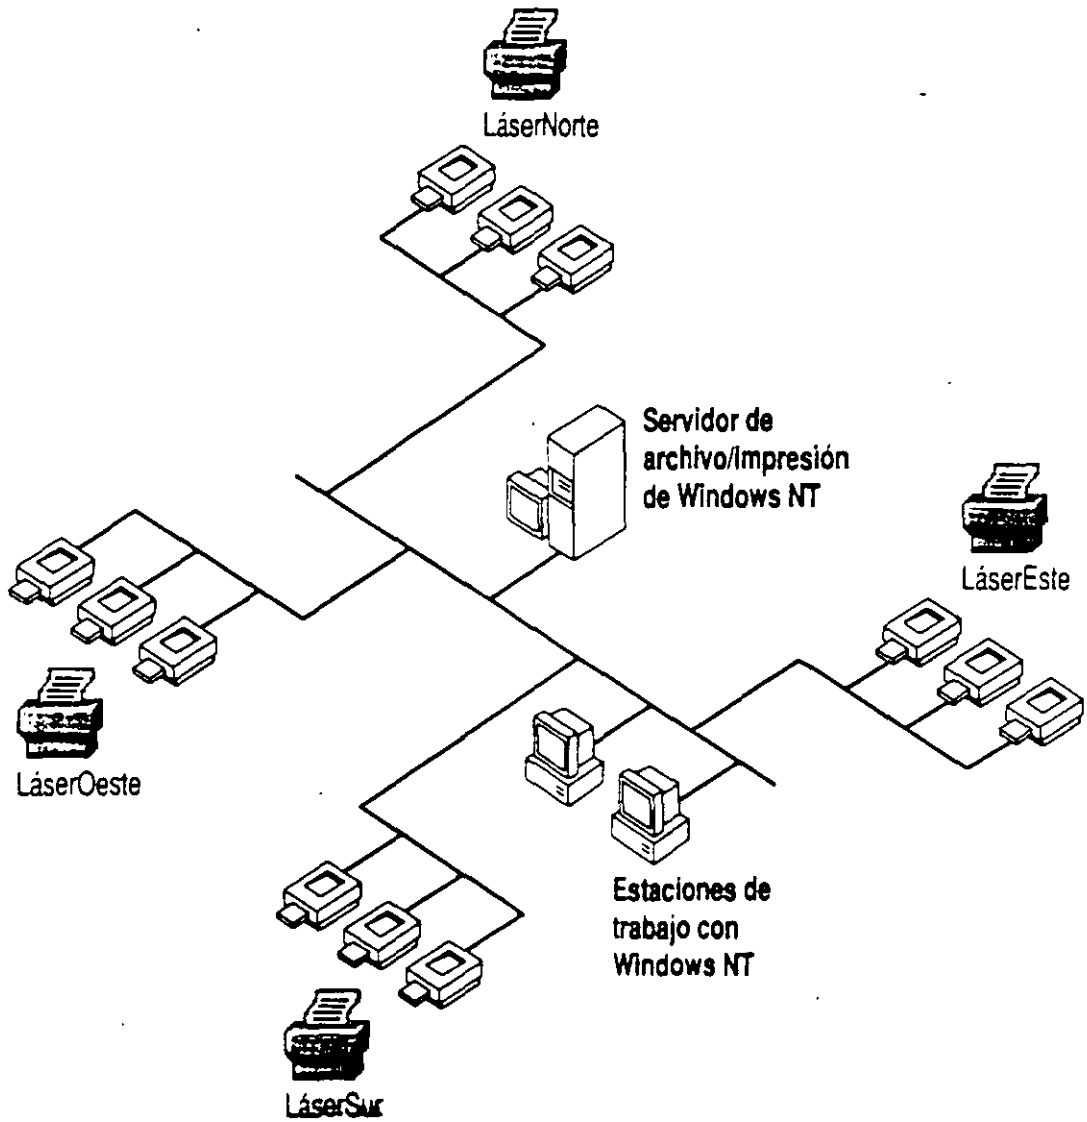 LáserNorte
Servidor de
archivo/Impresión
de Windows NT
LáserEste
LáserOeste
Estaciones de
trabajo con
Windows NT
LáserSur